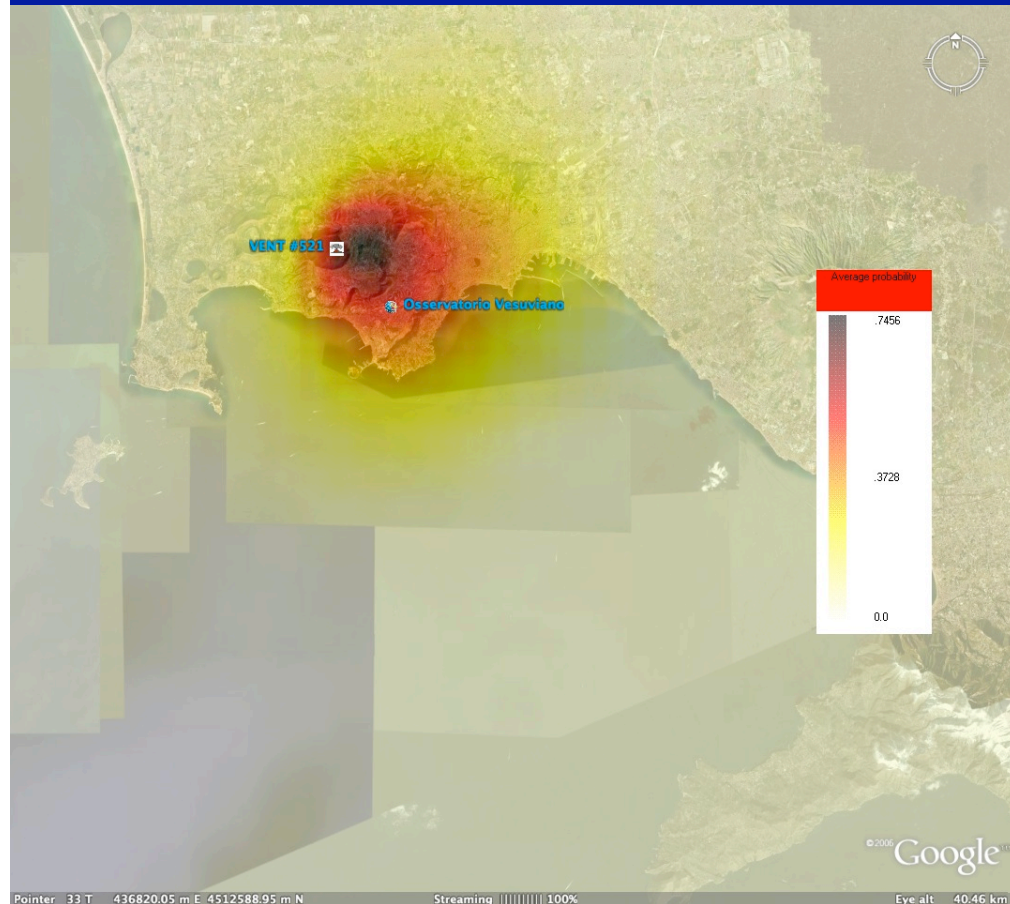 N
VENT #521
Osservatorio Vesuviano
Average probability
.7456
.3728
0.0
©2006 Google
Pointer 33 T 436820.05 m E 4512588.95 m N Streaming ||||||||| 100% Eye alt 40.46 km